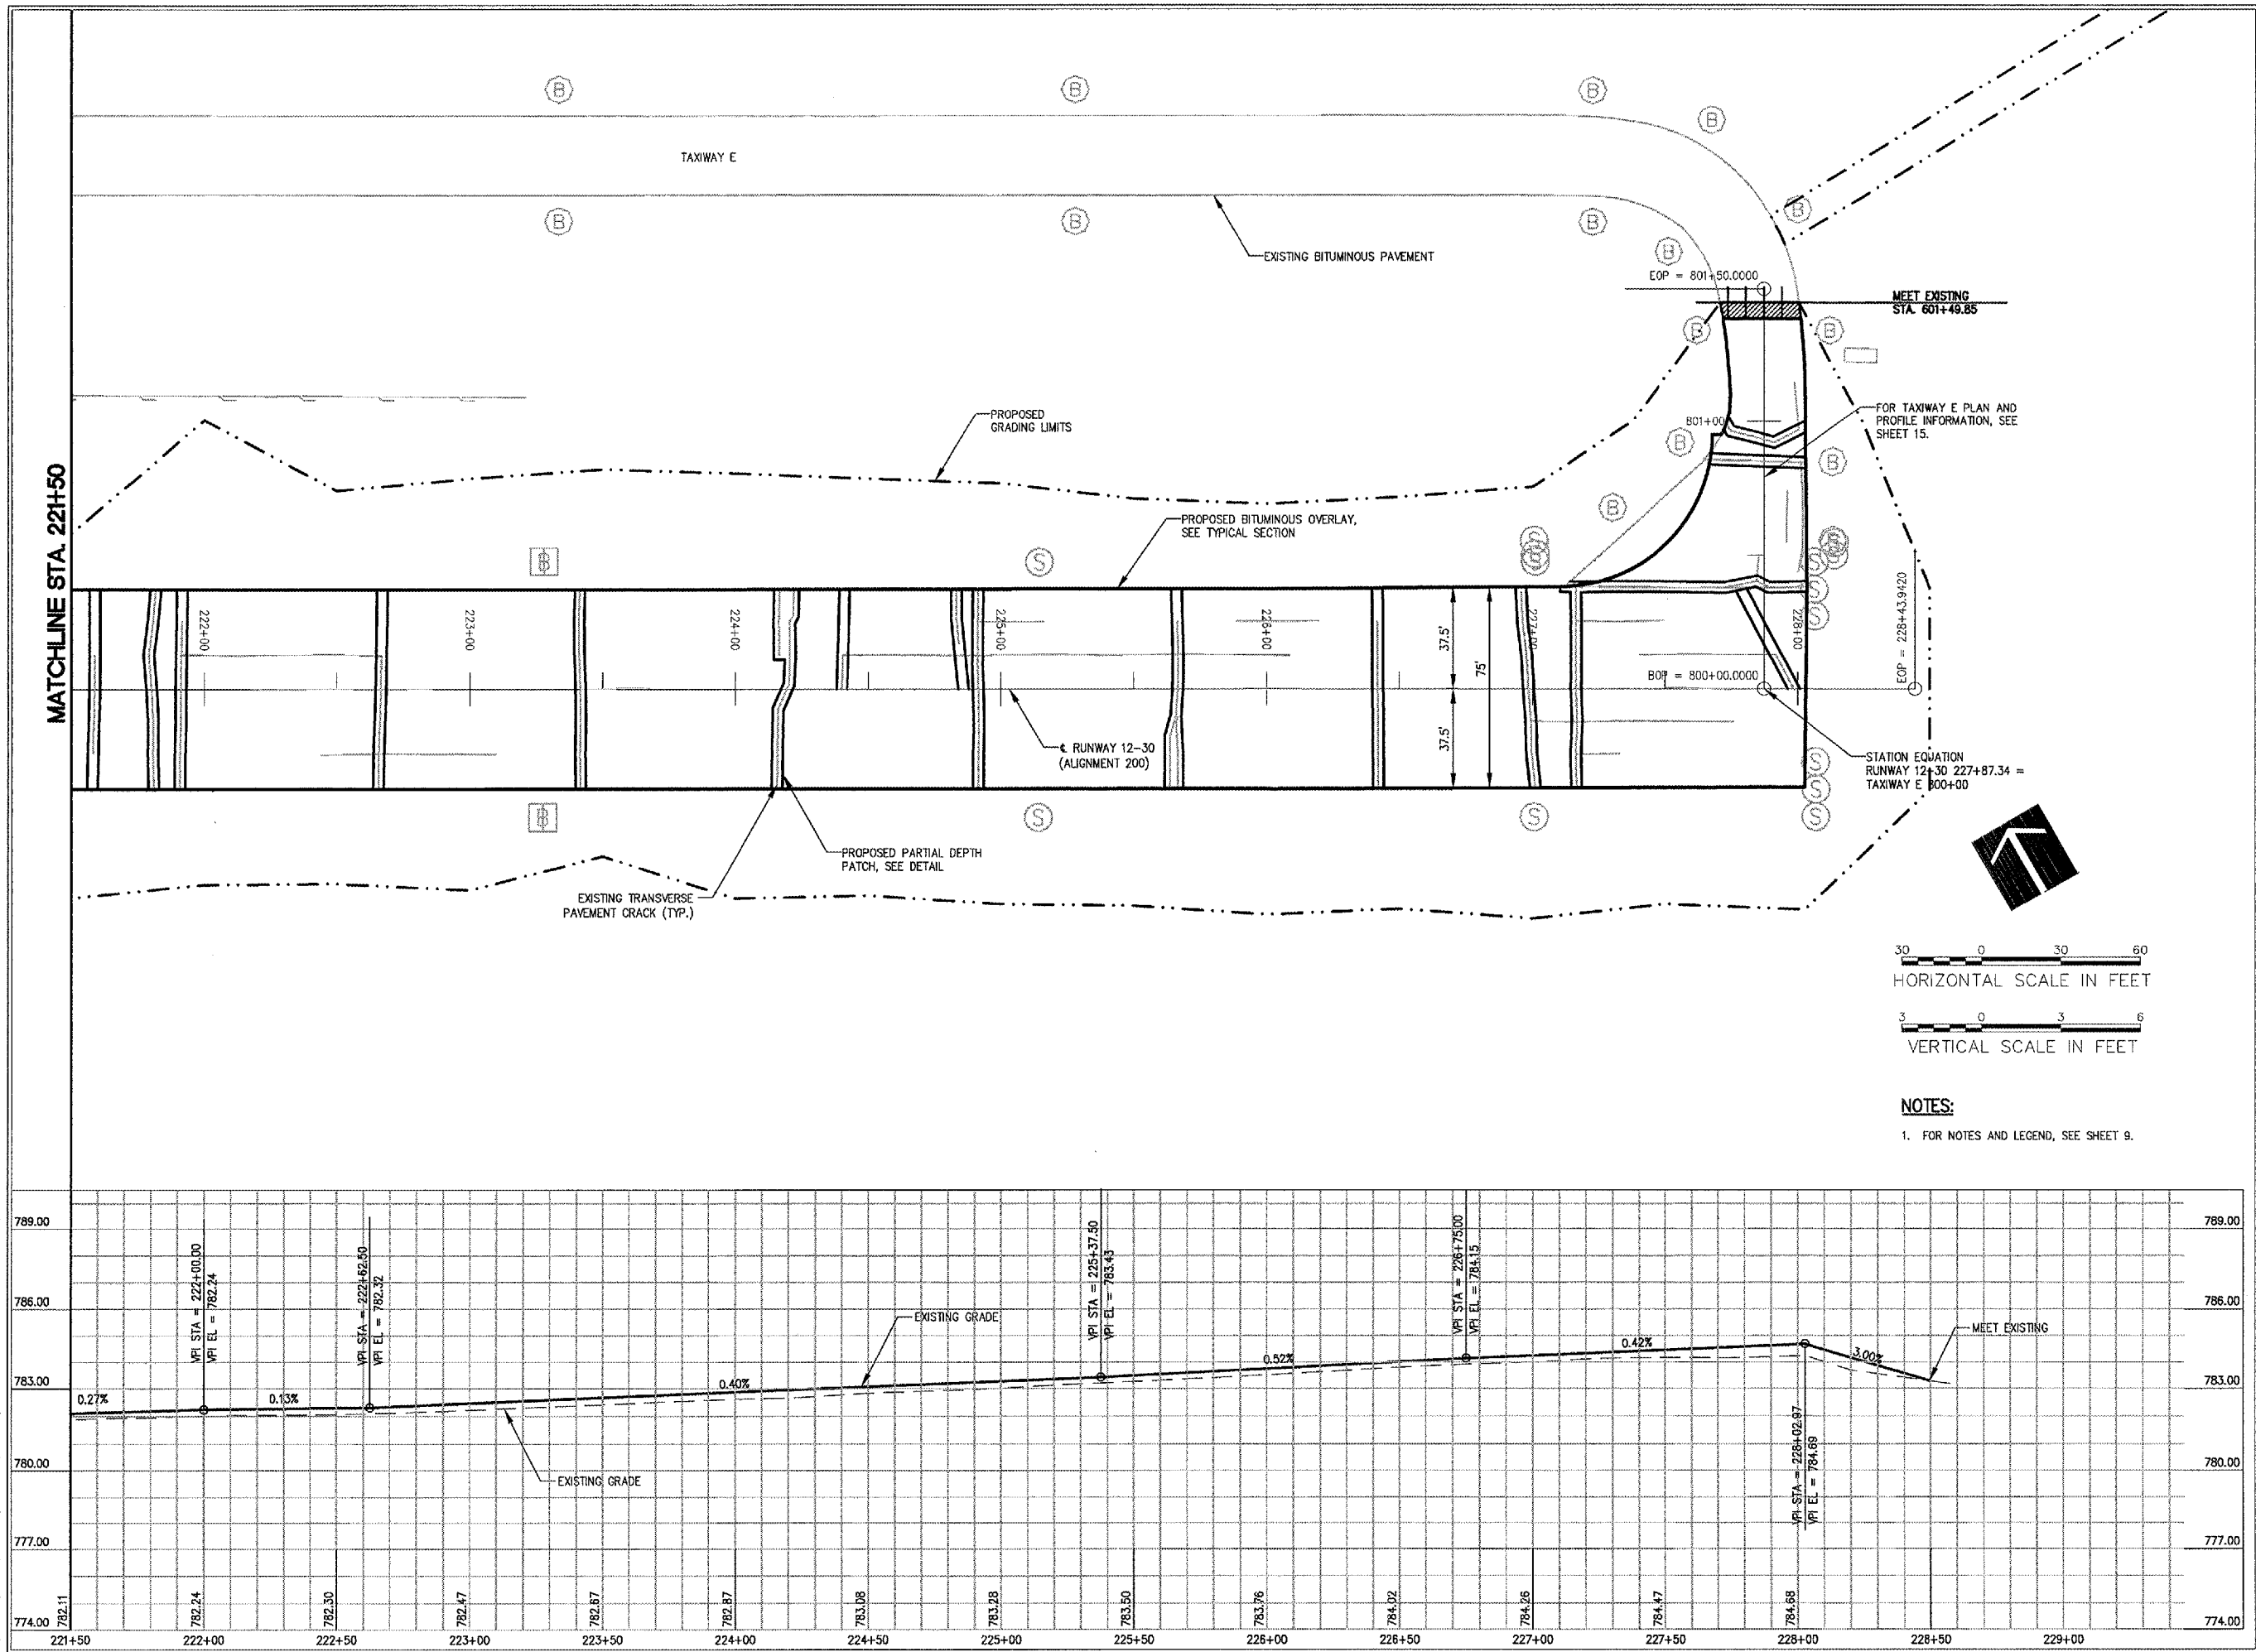 B
B
B
B
TAXIWAY E
B
B
B
B
B
EXISTING BITUMINOUS PAVEMENT
EOP = 801+50.0000
MEET EXISTING
STA. 601+49.85
B
B
PROPOSED
GRADING LIMITS
801+00
FOR TAXIWAY E PLAN AND
PROFILE INFORMATION, SEE
SHEET 15.
B
B
MATCHLINE STA. 221+50
B
PROPOSED BITUMINOUS OVERLAY,
SEE TYPICAL SECTION
B
S
S
S
S
S
222+00
223+00
224+00
225+00
226+00
227+00
228+00
37.5'
75'
37.5'
BOP = 800+00.0000
EOP = 228+43.9420
℄ RUNWAY 12-30
(ALIGNMENT 200)
STATION EQUATION
RUNWAY 12-30 227+87.34 =
TAXIWAY E 800+00
B
S
S
S
S
S
PROPOSED PARTIAL DEPTH
PATCH, SEE DETAIL
EXISTING TRANSVERSE
PAVEMENT CRACK (TYP.)
30 0 30 60
HORIZONTAL SCALE IN FEET
3 0 3 6
VERTICAL SCALE IN FEET
NOTES:
1. FOR NOTES AND LEGEND, SEE SHEET 9.
789.00
786.00
783.00
780.00
777.00
774.00
789.00
786.00
783.00
780.00
777.00
774.00
VPI STA = 222+00.00
VPI EL = 782.24
VPI STA = 222+62.50
VPI EL = 782.32
VPI STA = 225+37.50
VPI EL = 783.43
VPI STA = 226+75.00
VPI EL = 784.15
VPI STA = 228+02.97
VPI EL = 784.69
0.27%
0.13%
0.40%
0.52%
0.42%
3.00%
EXISTING GRADE
EXISTING GRADE
MEET EXISTING
782.11
782.24
782.30
782.47
782.67
782.87
783.08
783.28
783.50
783.76
784.02
784.26
784.47
784.68
221+50 222+00 222+50 223+00 223+50 224+00 224+50 225+00 225+50 226+00 226+50 227+00 227+50 228+00 228+50 229+00